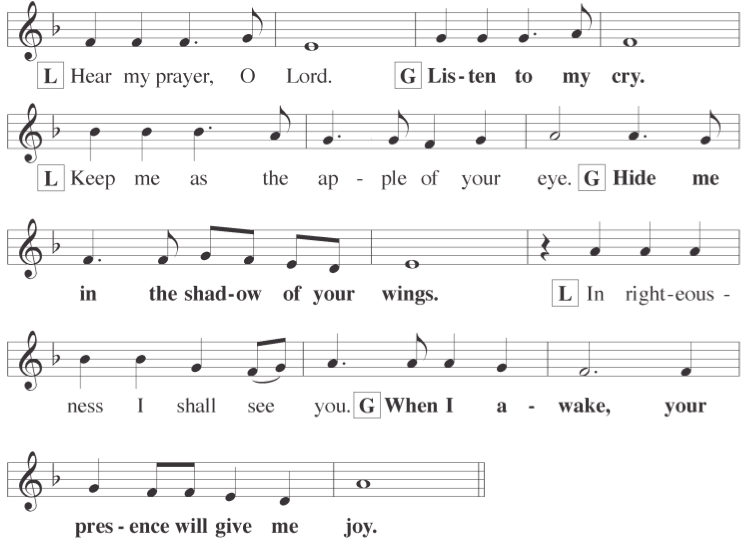 L Hear my prayer, O Lord. G Lis-ten to my cry.
L Keep me as the ap - ple of your eye. G Hide me
in the shad-ow of your wings. L In right-eous -
ness I shall see you. G When I a - wake, your
pres - ence will give me joy.